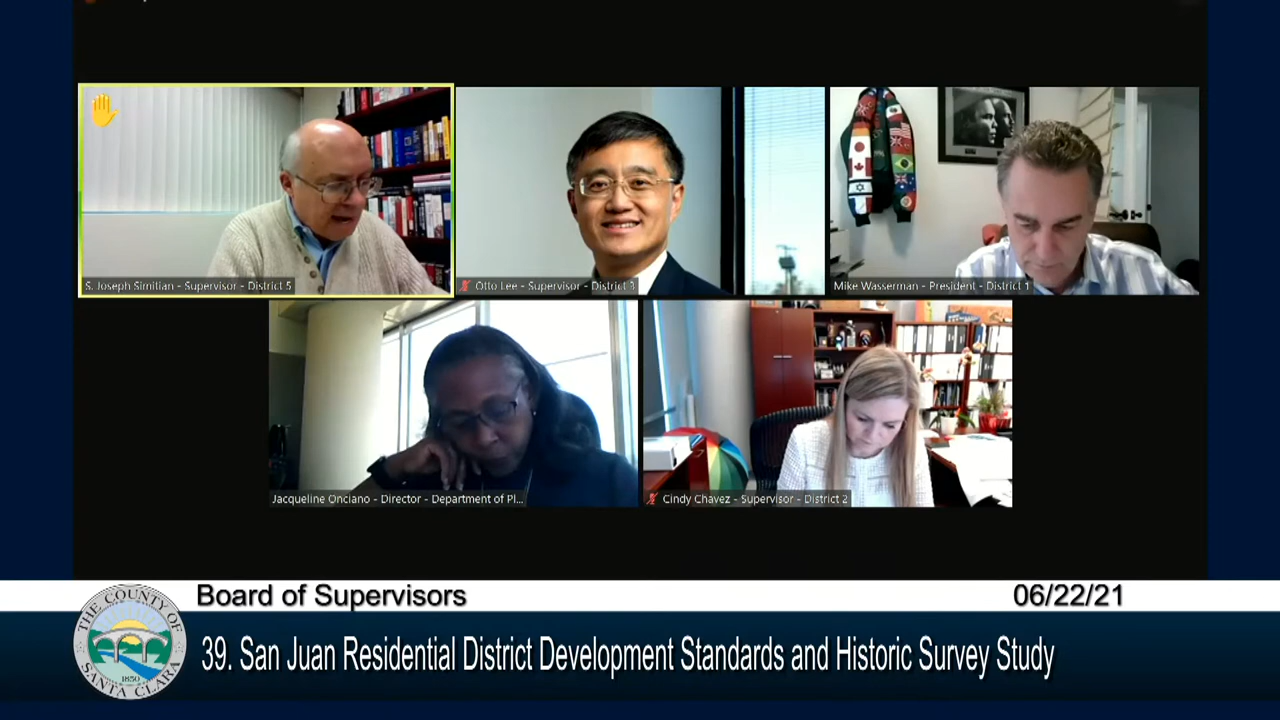 S. Joseph Simitian - Supervisor - District 5
Otto Lee - Supervisor - District 3
Mike Wasserman - President - District 1
Jacqueline Onciano - Director - Department of Pl...
Cindy Chavez - Supervisor - District 2
Board of Supervisors
06/22/21
THE COUNTY OF
SANTA CLARA
1850
39. San Juan Residential District Development Standards and Historic Survey Study